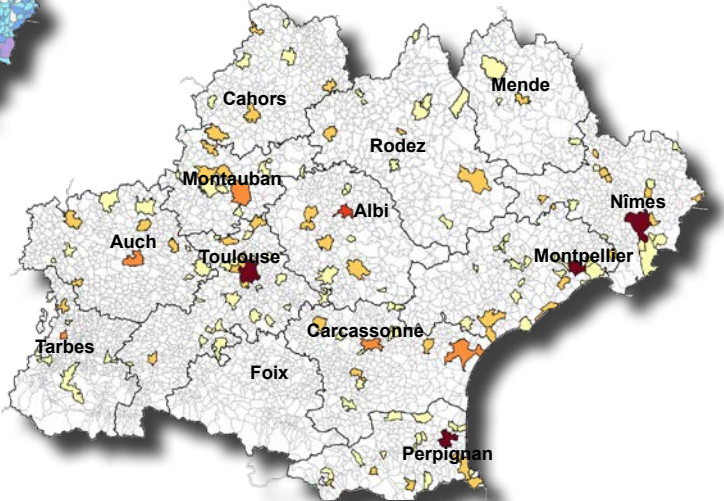 Mende
Cahors
Rodez
Montauban
Nîmes
Albi
Auch
Toulouse
Montpellier
Carcassonne
Tarbes
Foix
Perpignan